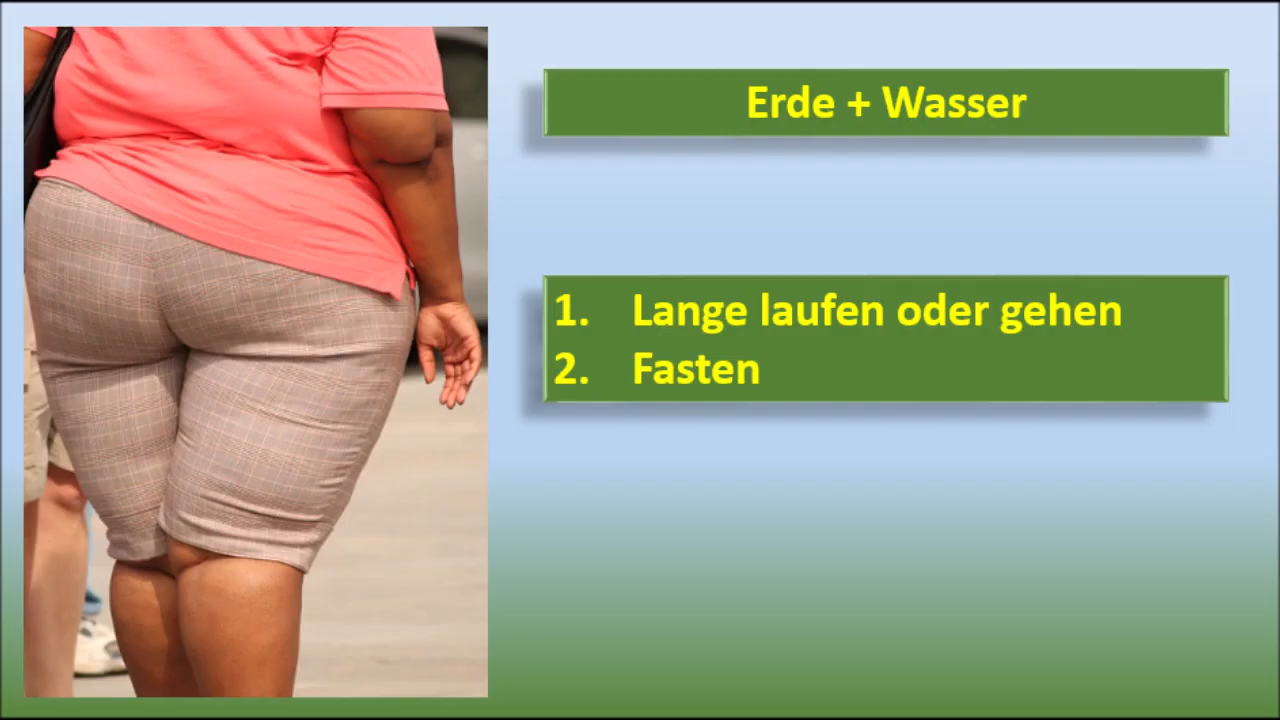 Erde + Wasser
1. Lange laufen oder gehen
2. Fasten